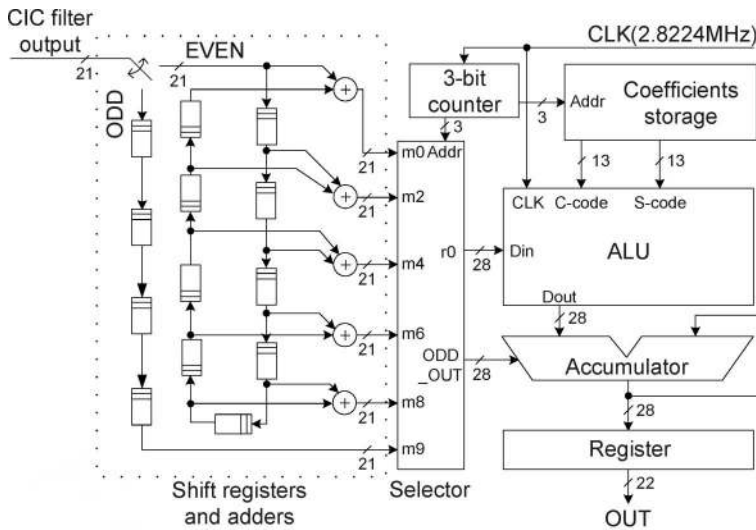 CIC filter
output
21
EVEN
21
ODD
CLK(2.8224MHz)
3-bit
counter
3
Addr
Coefficients
storage
3
13
13
21
m0 Addr
CLK C-code S-code
m2
21
m4
21
r0
28
Din
ALU
Dout
28
m6
21
ODD
_OUT
28
Accumulator
m8
21
28
m9
21
Register
22
OUT
Shift registers
and adders
Selector